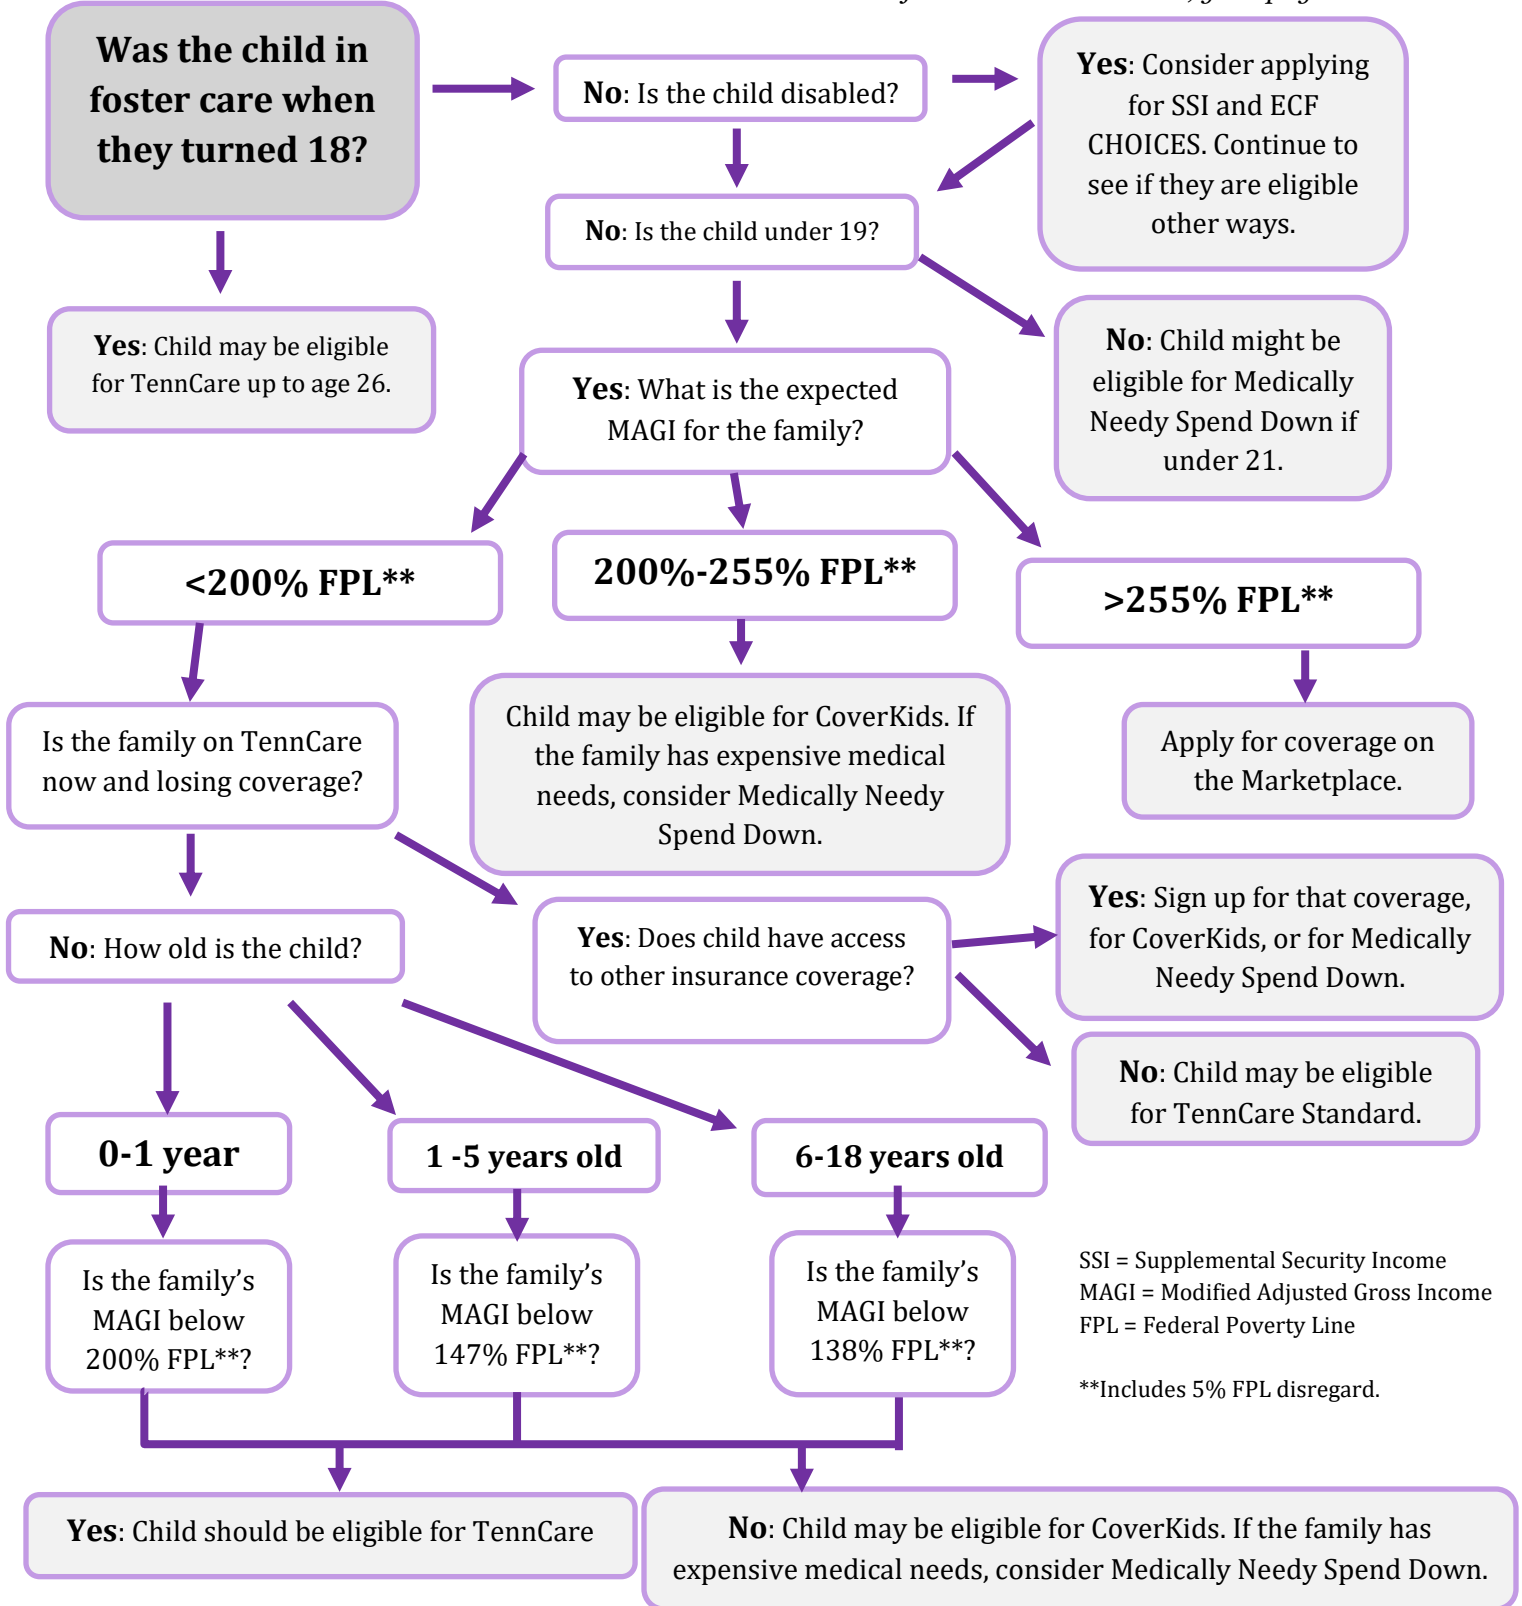 Was the child in
foster care when
they turned 18?
No: Is the child disabled?
Yes: Consider applying
for SSI and ECF
CHOICES. Continue to
see if they are eligible
other ways.
No: Is the child under 19?
Yes: Child may be eligible
for TennCare up to age 26.
No: Child might be
eligible for Medically
Needy Spend Down if
under 21.
Yes: What is the expected
MAGI for the family?
<200% FPL**
200%-255% FPL**
>255% FPL**
Is the family on TennCare
now and losing coverage?
Child may be eligible for CoverKids. If
the family has expensive medical
needs, consider Medically Needy
Spend Down.
Apply for coverage on
the Marketplace.
No: How old is the child?
Yes: Does child have access
to other insurance coverage?
Yes: Sign up for that coverage,
for CoverKids, or for Medically
Needy Spend Down.
No: Child may be eligible
for TennCare Standard.
0-1 year
1 -5 years old
6-18 years old
Is the family’s
MAGI below
200% FPL**?
Is the family’s
MAGI below
147% FPL**?
Is the family’s
MAGI below
138% FPL**?
SSI = Supplemental Security Income
MAGI = Modified Adjusted Gross Income
FPL = Federal Poverty Line
**Includes 5% FPL disregard.
Yes: Child should be eligible for TennCare
No: Child may be eligible for CoverKids. If the family has
expensive medical needs, consider Medically Needy Spend Down.